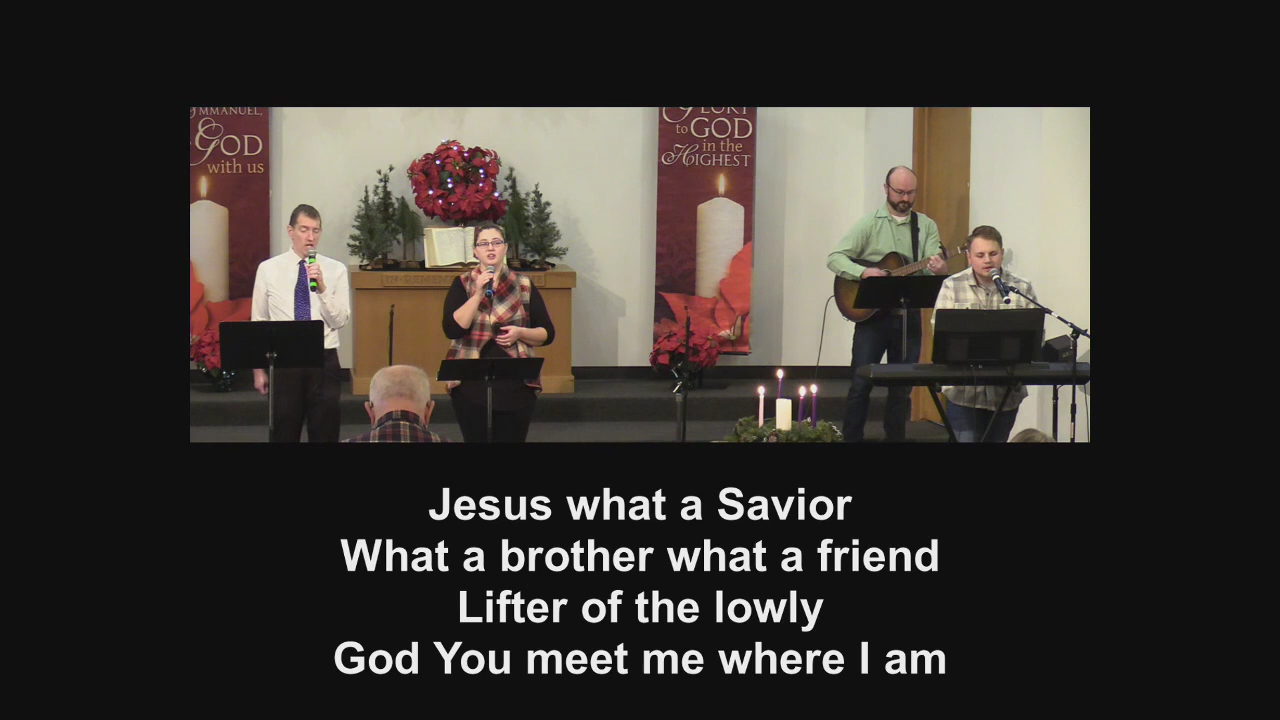 MMANUEL,
GOD
with us
GLORY
to GOD
in the
HIGHEST
Jesus what a Savior
What a brother what a friend
Lifter of the lowly
God You meet me where I am